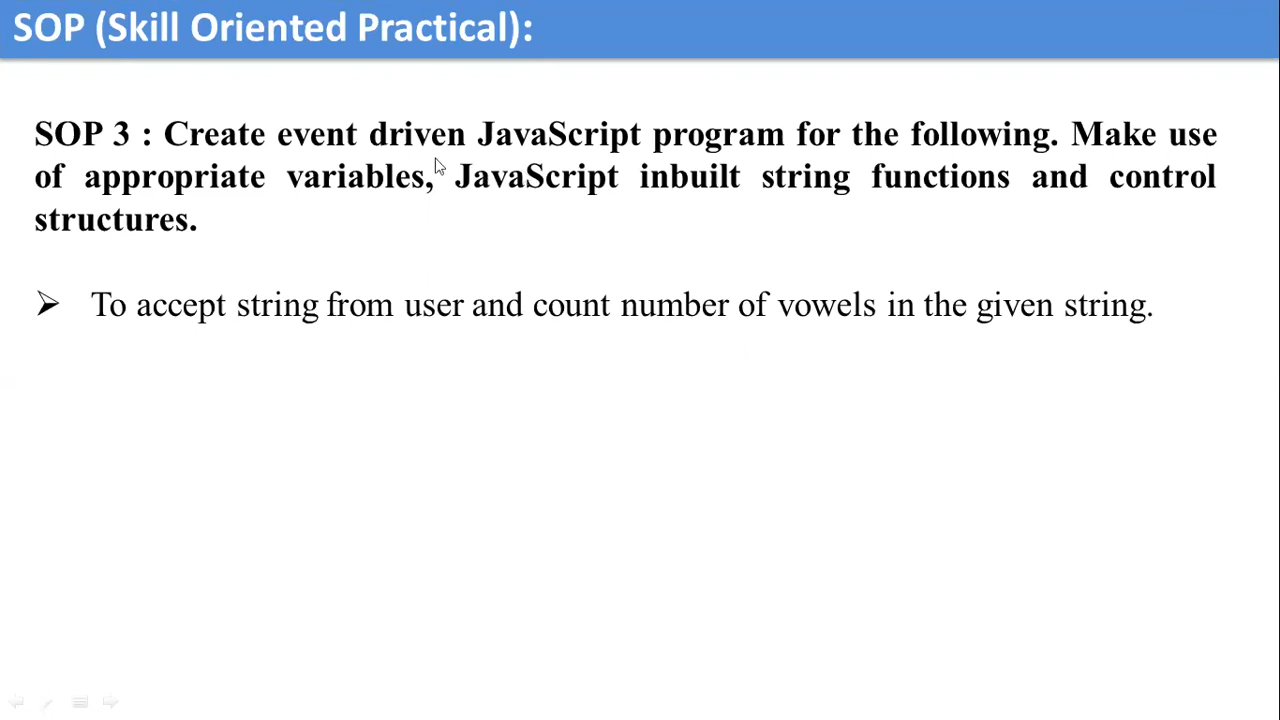 SOP (Skill Oriented Practical):
SOP 3 : Create event driven JavaScript program for the following. Make use
of appropriate variables, JavaScript inbuilt string functions and control
structures.
➢ To accept string from user and count number of vowels in the given string.